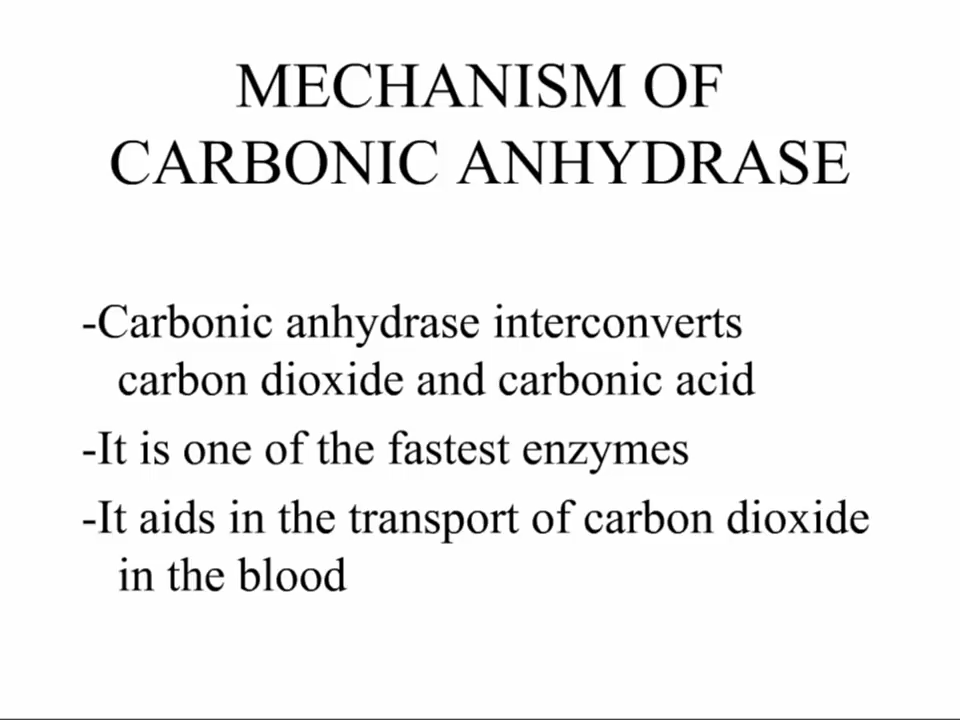 MECHANISM OF
CARBONIC ANHYDRASE
-Carbonic anhydrase interconverts
carbon dioxide and carbonic acid
-It is one of the fastest enzymes
-It aids in the transport of carbon dioxide
in the blood